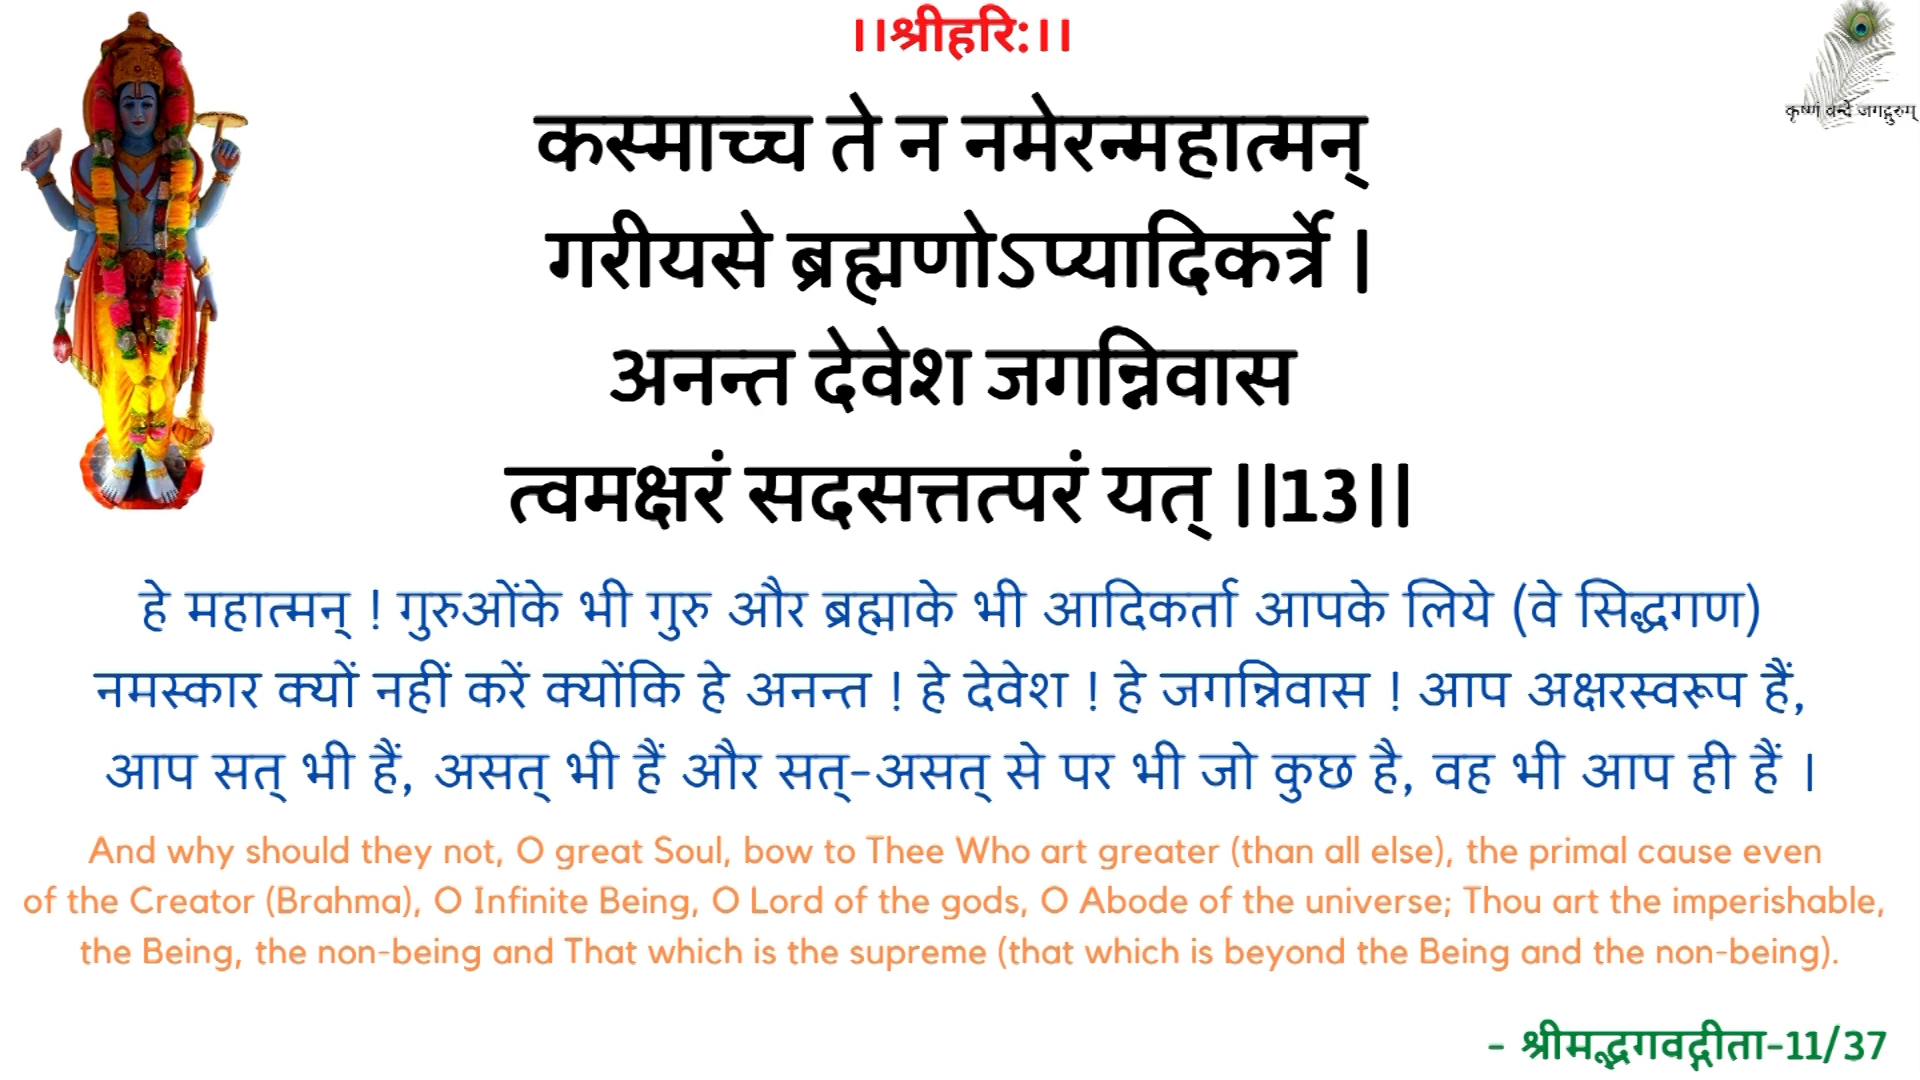 ।।श्रीहरि:।।
कृष्णं वन्दे जगद्गुरुम्
कस्माच्च ते न नमेरन्महात्मन्
गरीयसे ब्रह्मणोऽप्यादिकर्त्रे |
अनन्त देवेश जगन्निवास
त्वमक्षरं सदसत्तत्परं यत् ||13||
हे महात्मन् ! गुरुओंके भी गुरु और ब्रह्माके भी आदिकर्ता आपके लिये (वे सिद्धगण)
नमस्कार क्यों नहीं करें क्योंकि हे अनन्त ! हे देवेश ! हे जगन्निवास ! आप अक्षरस्वरूप हैं,
आप सत् भी हैं, असत् भी हैं और सत्-असत् से पर भी जो कुछ है, वह भी आप ही हैं ।
And why should they not, O great Soul, bow to Thee Who art greater (than all else), the primal cause even
of the Creator (Brahma), O Infinite Being, O Lord of the gods, O Abode of the universe; Thou art the imperishable,
the Being, the non-being and That which is the supreme (that which is beyond the Being and the non-being).
- श्रीमद्भगवद्गीता-11/37